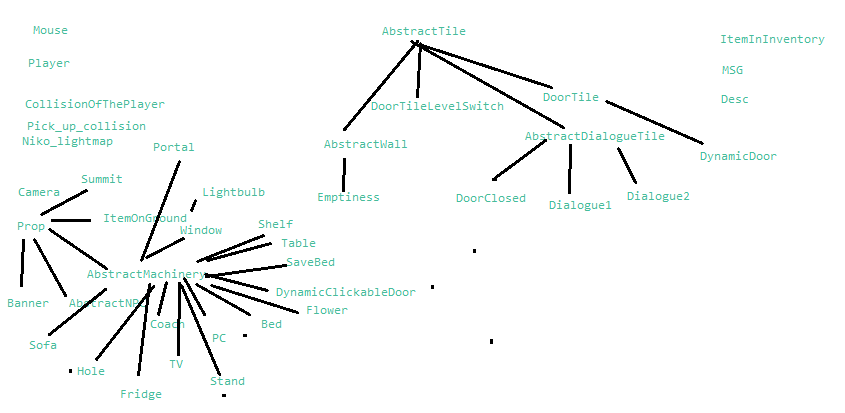 Mouse
AbstractTile
ItemInInventory
Player
MSG
Desc
DoorTile
CollisionOfThePlayer
DoorTileLevelSwitch
Pick_up_collision
AbstractDialogueTile
Niko_lightmap
Portal
AbstractWall
DynamicDoor
Summit
Camera
Lightbulb
Emptiness
DoorClosed
Dialogue1
Dialogue2
ItemOnGround
Prop
Window
Shelf
Table
SaveBed
AbstractMachinery
DynamicClickableDoor
Banner
AbstractNPC
Flower
Coach
Bed
PC
Sofa
TV
Hole
Stand
Fridge